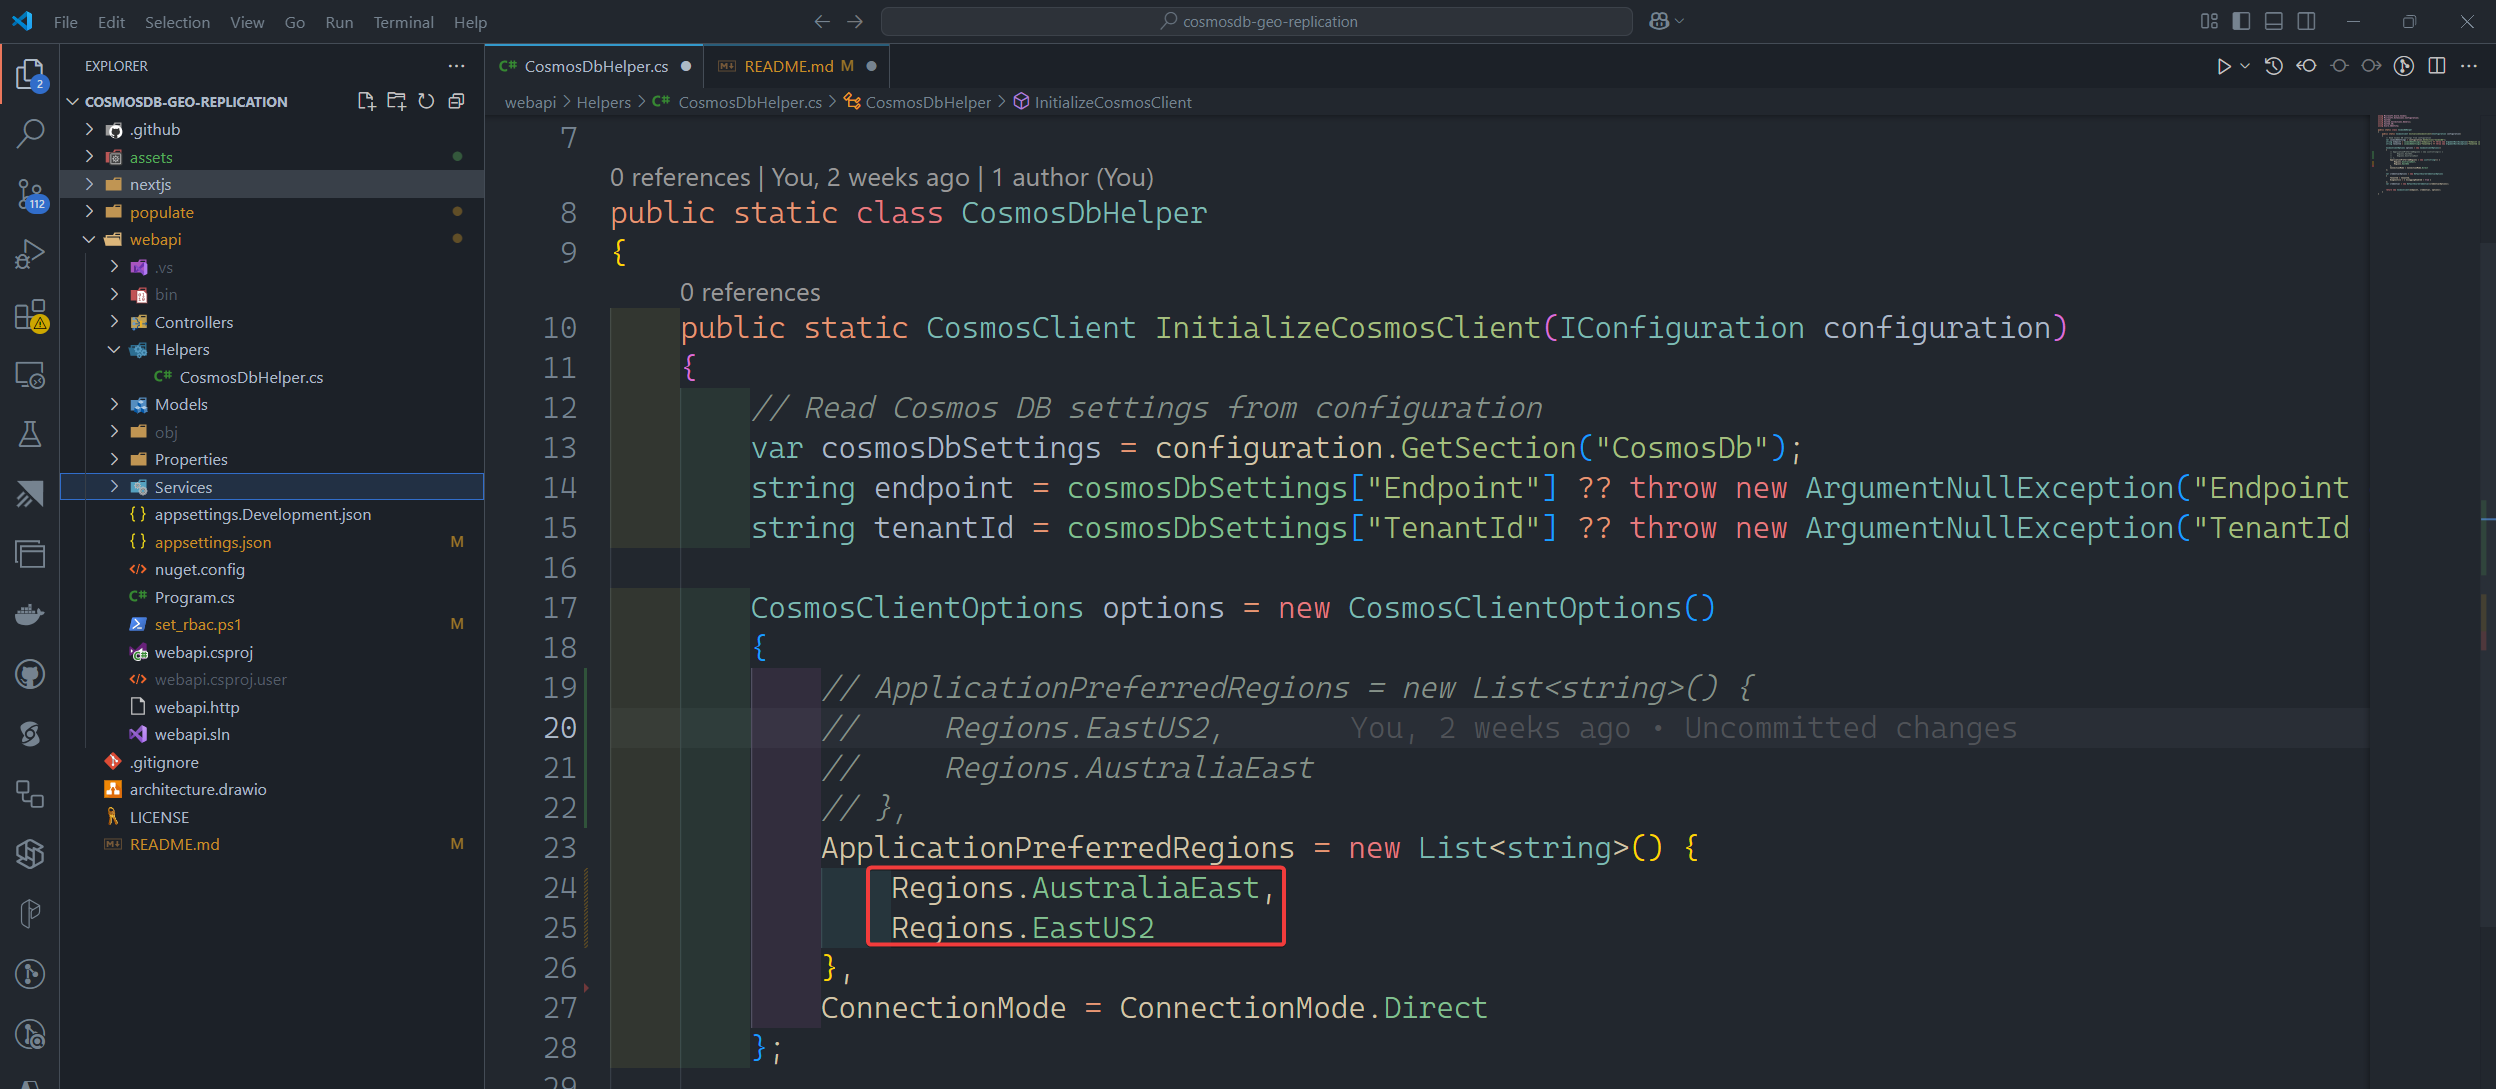 File Edit Selection View Go Run Terminal Help
cosmosdb-geo-replication
EXPLORER
COSMOSDB-GEO-REPLICATION
.github
assets
nextjs
populate
webapi
.vs
bin
Controllers
Helpers
C# CosmosDbHelper.cs
Models
obj
Properties
Services
{} appsettings.Development.json
{} appsettings.json M
nuget.config
C# Program.cs
set_rbac.ps1 M
webapi.csproj
webapi.csproj.user
webapi.http
webapi.sln
.gitignore
architecture.drawio
LICENSE
README.md M
2
112
C# CosmosDbHelper.cs
README.md M
webapi > Helpers > C# CosmosDbHelper.cs > CosmosDbHelper > InitializeCosmosClient
7
0 references | You, 2 weeks ago | 1 author (You)
8 public static class CosmosDbHelper
9 {
0 references
10 public static CosmosClient InitializeCosmosClient(IConfiguration configuration)
11 {
12 // Read Cosmos DB settings from configuration
13 var cosmosDbSettings = configuration.GetSection("CosmosDb");
14 string endpoint = cosmosDbSettings["Endpoint"] ?? throw new ArgumentNullException("Endpoint
15 string tenantId = cosmosDbSettings["TenantId"] ?? throw new ArgumentNullException("TenantId
16
17 CosmosClientOptions options = new CosmosClientOptions()
18 {
19 // ApplicationPreferredRegions = new List<string>() {
20 // Regions.EastUS2, You, 2 weeks ago • Uncommitted changes
21 // Regions.AustraliaEast
22 // },
23 ApplicationPreferredRegions = new List<string>() {
24 Regions.AustraliaEast,
25 Regions.EastUS2
26 },
27 ConnectionMode = ConnectionMode.Direct
28 };
29